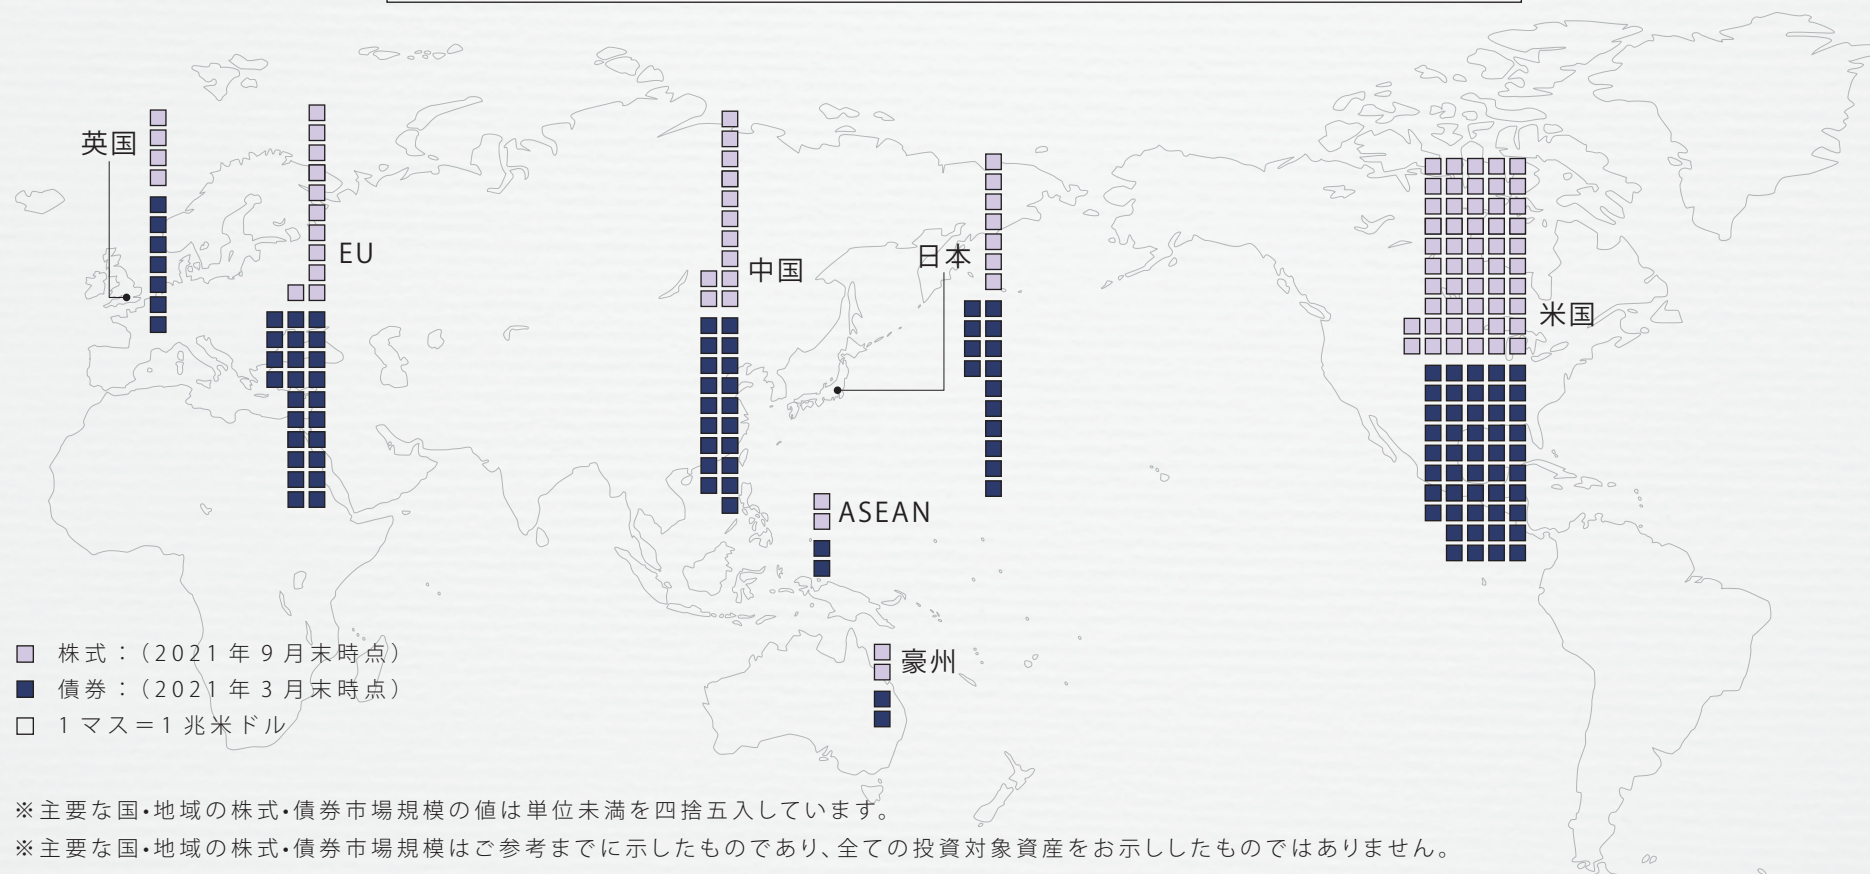 英国
EU
中国
日本
米国
ASEAN
豪州
株式：（2021年9月末時点）
債券：（2021年3月末時点）
1マス＝1兆米ドル
※主要な国・地域の株式・債券市場規模の値は単位未満を四捨五入しています。
※主要な国・地域の株式・債券市場規模はご参考までに示したものであり、全ての投資対象資産をお示ししたものではありません。